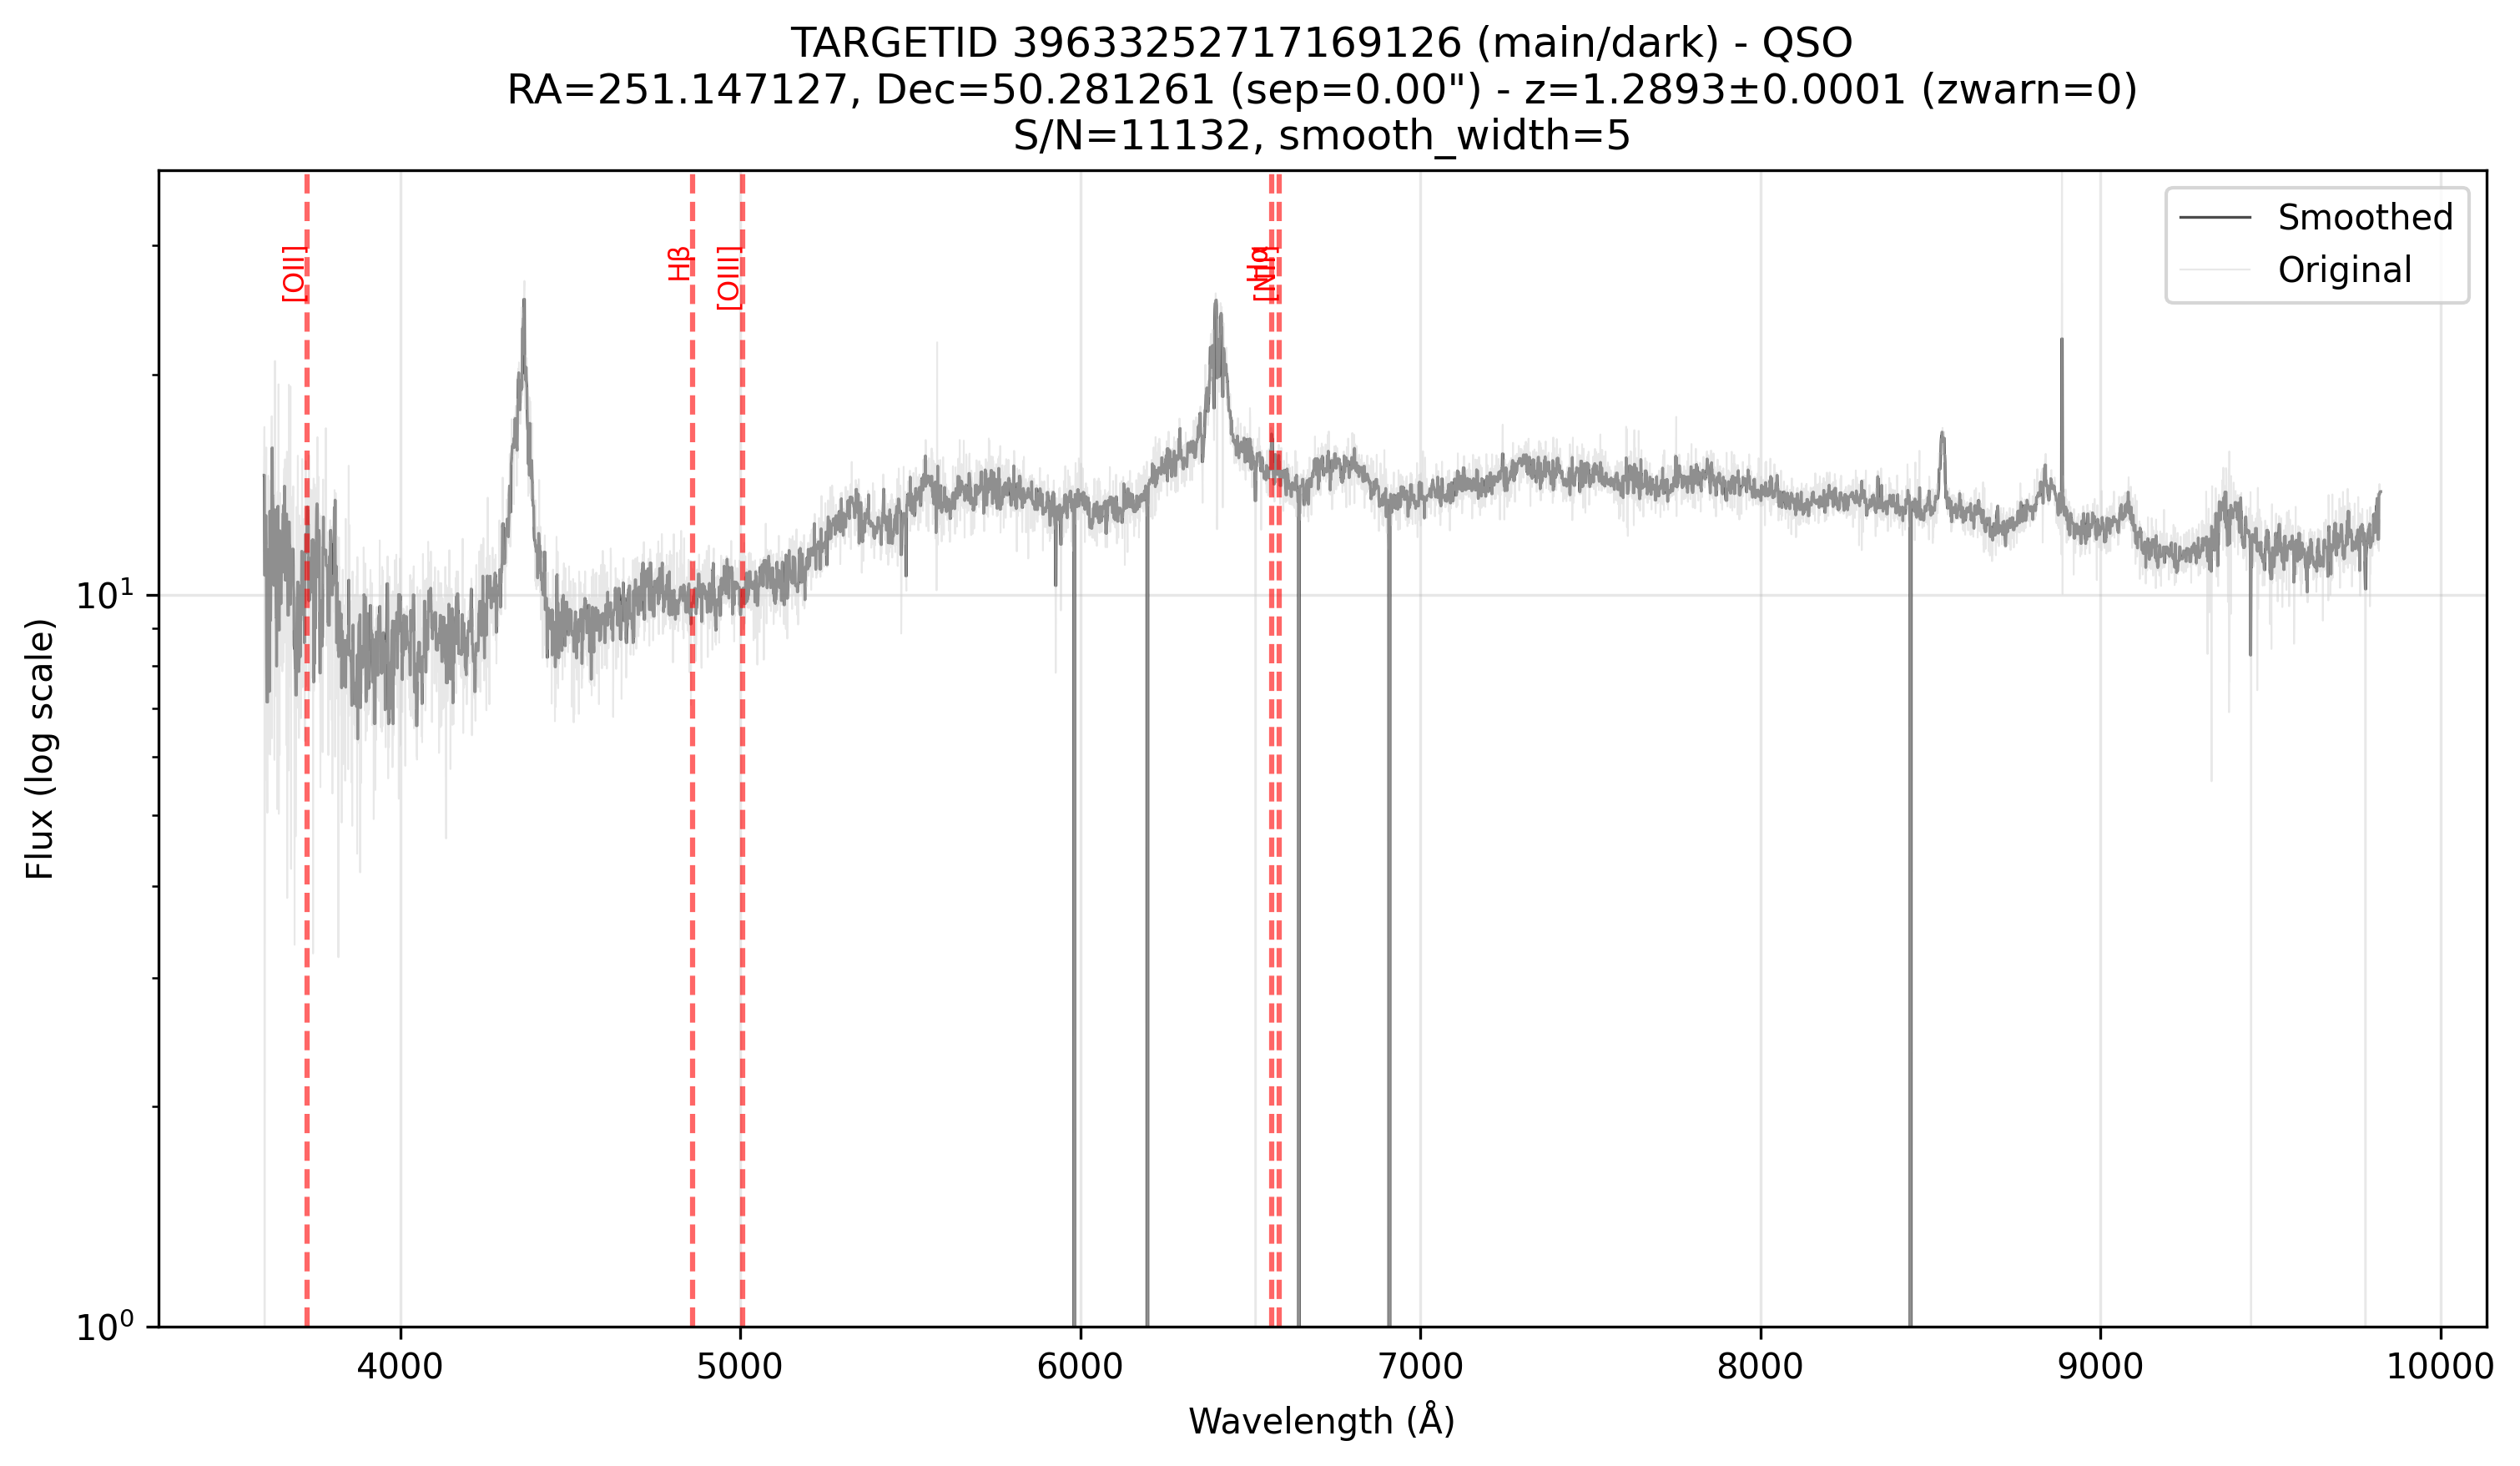 TARGETID 39633252717169126 (main/dark) - QSO
RA=251.147127, Dec=50.281261 (sep=0.00") - z=1.2893±0.0001 (zwarn=0)
S/N=11132, smooth_width=5
Smoothed
Original
[OII]
Hβ
[OIII]
Hα
[NII]
Flux (log scale)
10¹
10⁰
4000 5000 6000 7000 8000 9000 10000
Wavelength (Å)